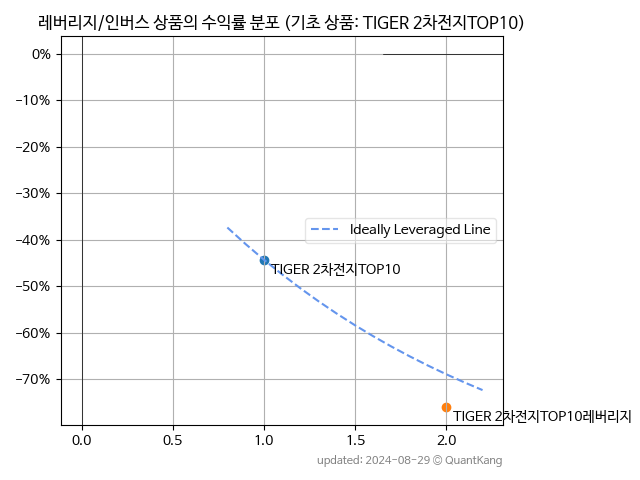 레버리지/인버스 상품의 수익률 분포 (기초 상품: TIGER 2차전지TOP10)
0%
-10%
-20%
-30%
-40%
-50%
-60%
-70%
Ideally Leveraged Line
TIGER 2차전지TOP10
TIGER 2차전지TOP10레버리지
0.0 0.5 1.0 1.5 2.0
updated: 2024-08-29 © QuantKang